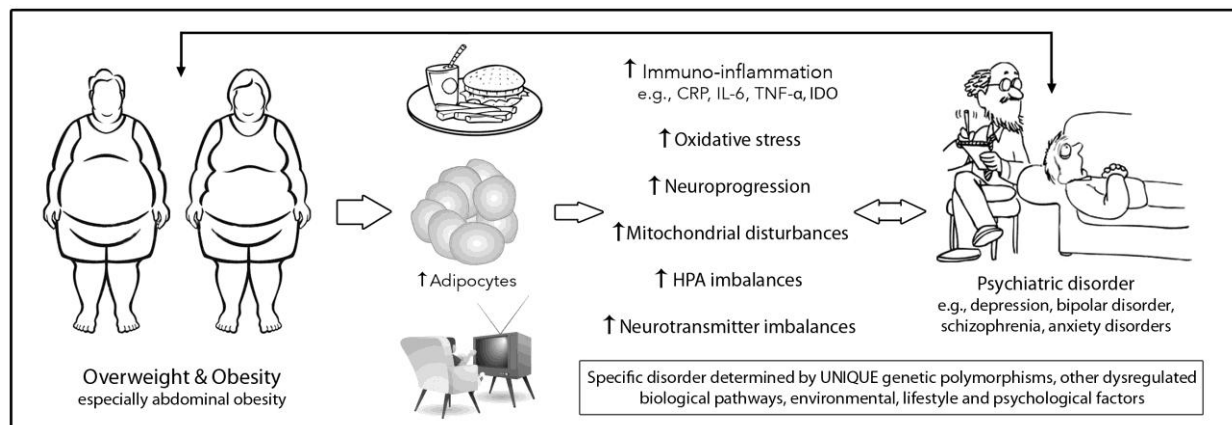 Overweight & Obesity
especially abdominal obesity
↑ Adipocytes
↑ Immuno-inflammation
e.g., CRP, IL-6, TNF-α, IDO
↑ Oxidative stress
↑ Neuroprogression
↑ Mitochondrial disturbances
↑ HPA imbalances
↑ Neurotransmitter imbalances
Psychiatric disorder
e.g., depression, bipolar disorder,
schizophrenia, anxiety disorders
Specific disorder determined by UNIQUE genetic polymorphisms, other dysregulated
biological pathways, environmental, lifestyle and psychological factors